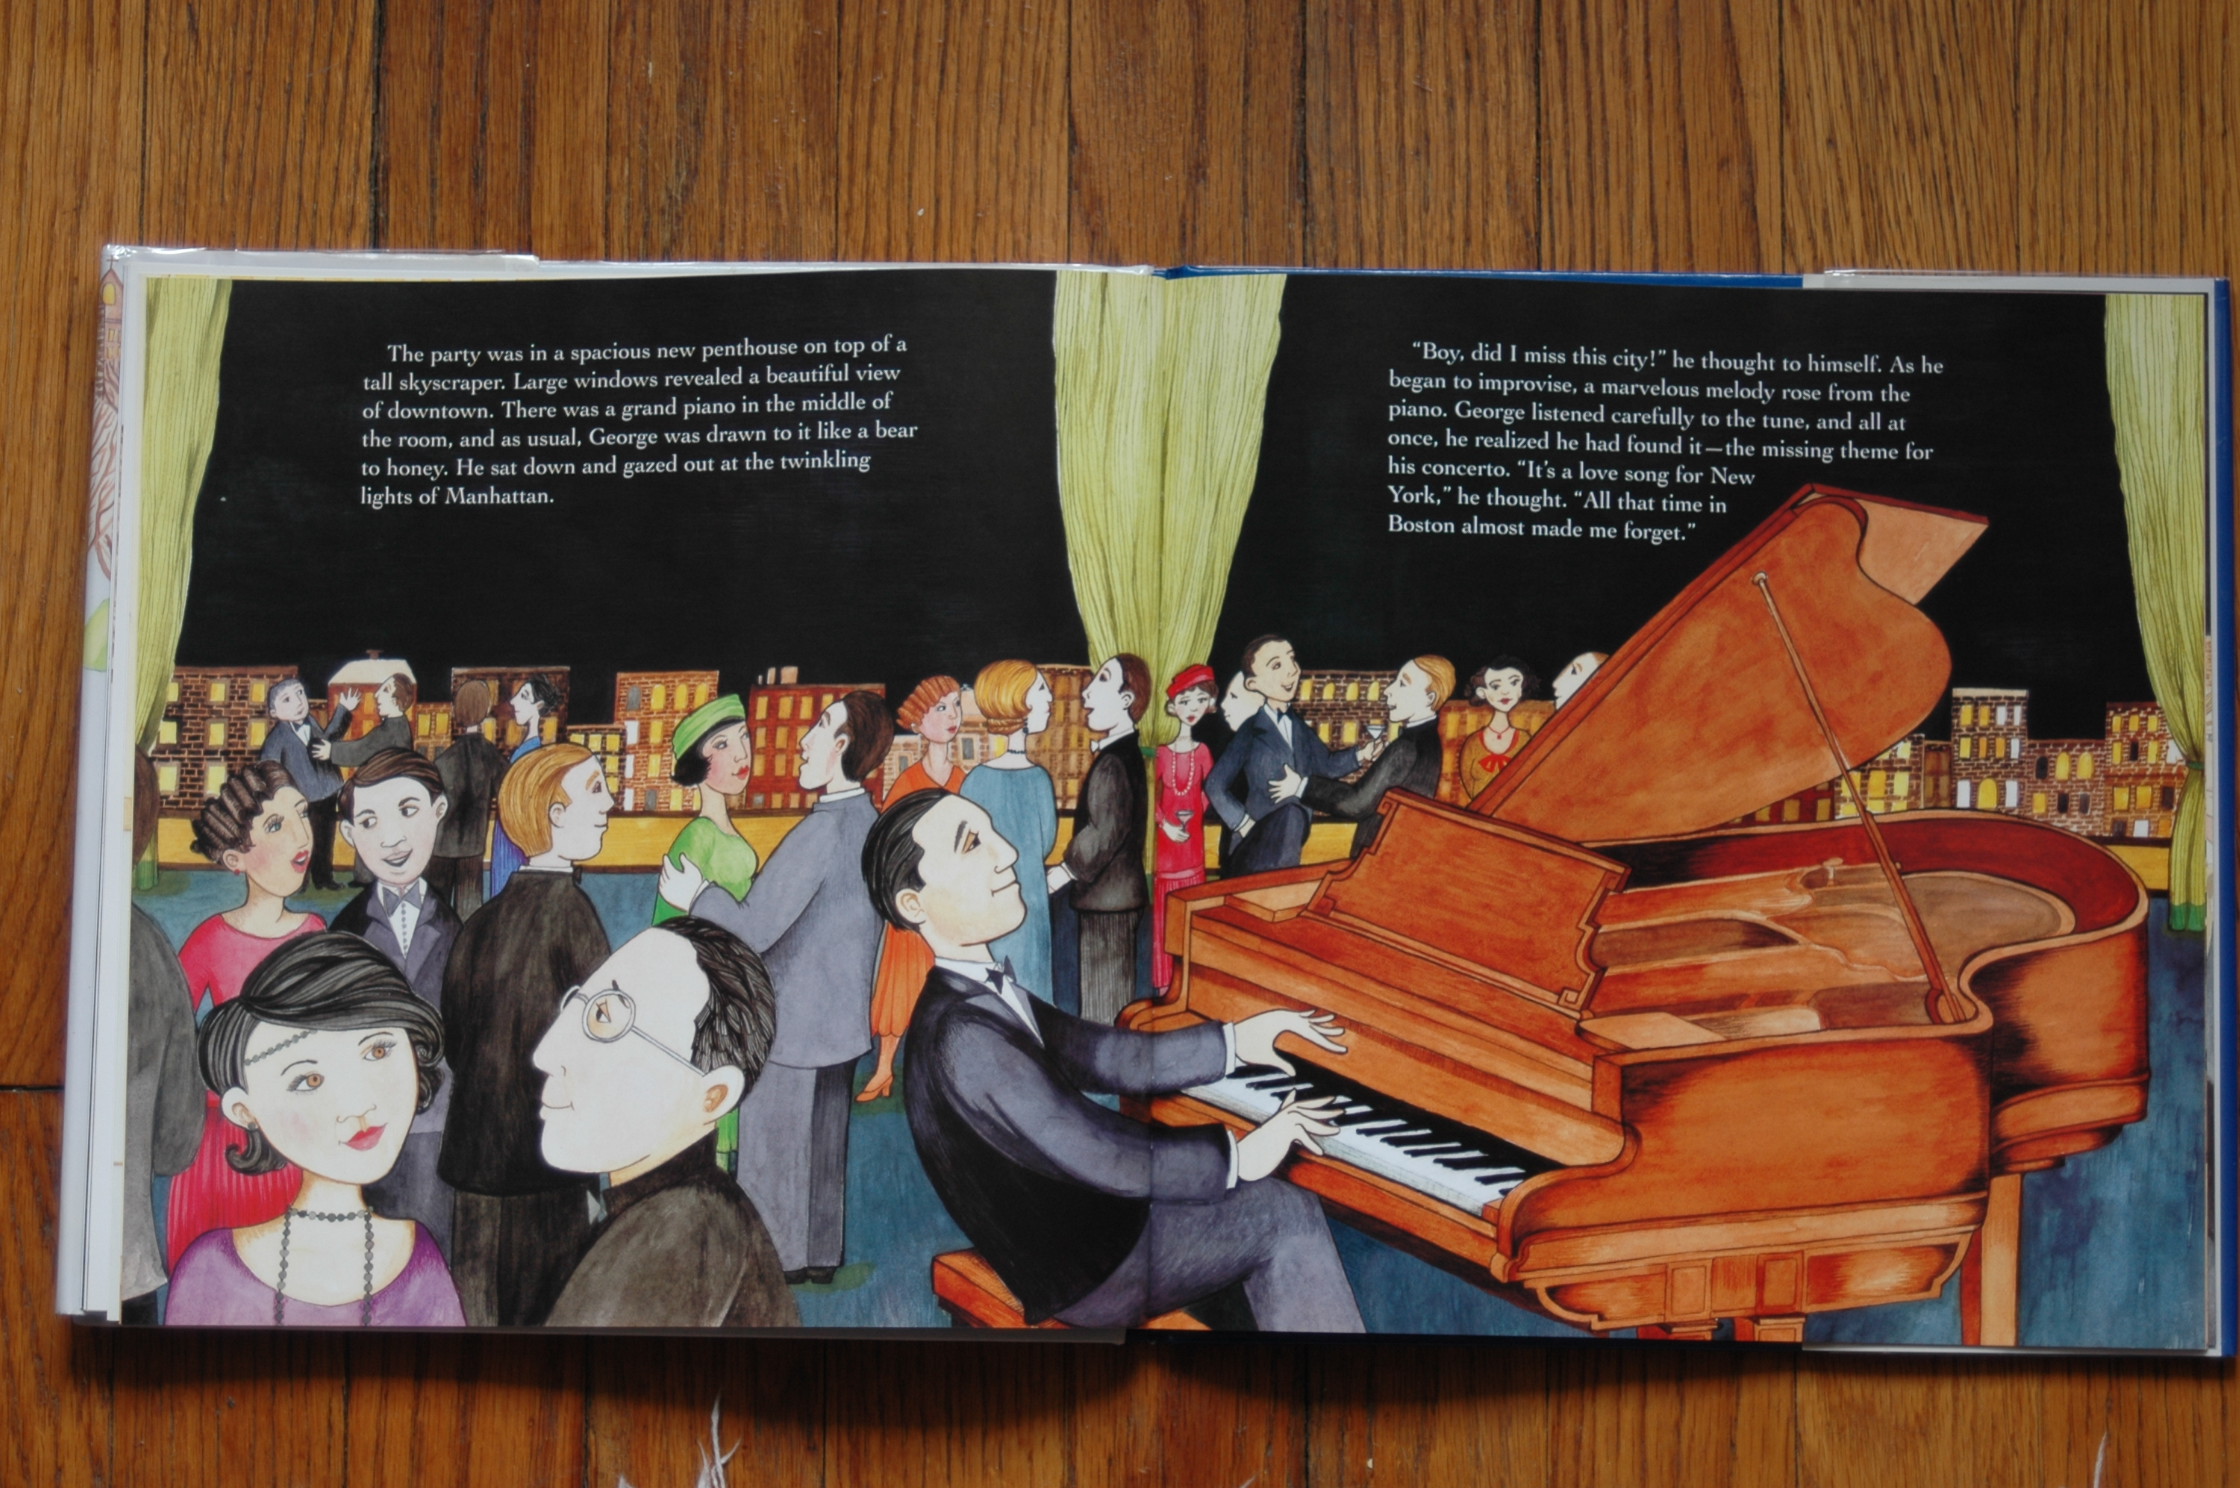 The party was in a spacious new penthouse on top of a
tall skyscraper. Large windows revealed a beautiful view
of downtown. There was a grand piano in the middle of
the room, and as usual, George was drawn to it like a bear
to honey. He sat down and gazed out at the twinkling
lights of Manhattan.
“Boy, did I miss this city!” he thought to himself. As he
began to improvise, a marvelous melody rose from the
piano. George listened carefully to the tune, and all at
once, he realized he had found it—the missing theme for
his concerto. “It’s a love song for New
York,” he thought. “All that time in
Boston almost made me forget.”